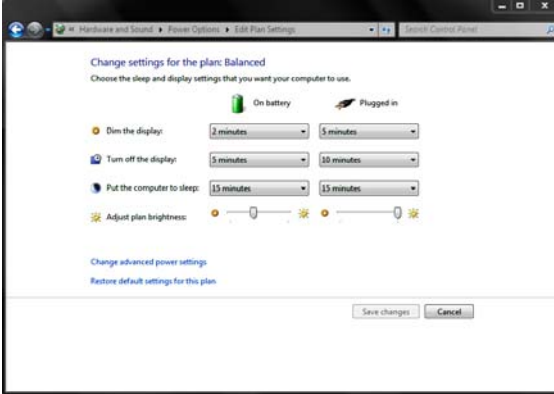 Hardware and Sound ▸ Power Options ▸ Edit Plan Settings
Search Control Panel
Change settings for the plan: Balanced
Choose the sleep and display settings that you want your computer to use.
On battery Plugged in
Dim the display: 2 minutes 5 minutes
Turn off the display: 5 minutes 10 minutes
Put the computer to sleep: 15 minutes 15 minutes
Adjust plan brightness:
Change advanced power settings
Restore default settings for this plan
Save changes Cancel